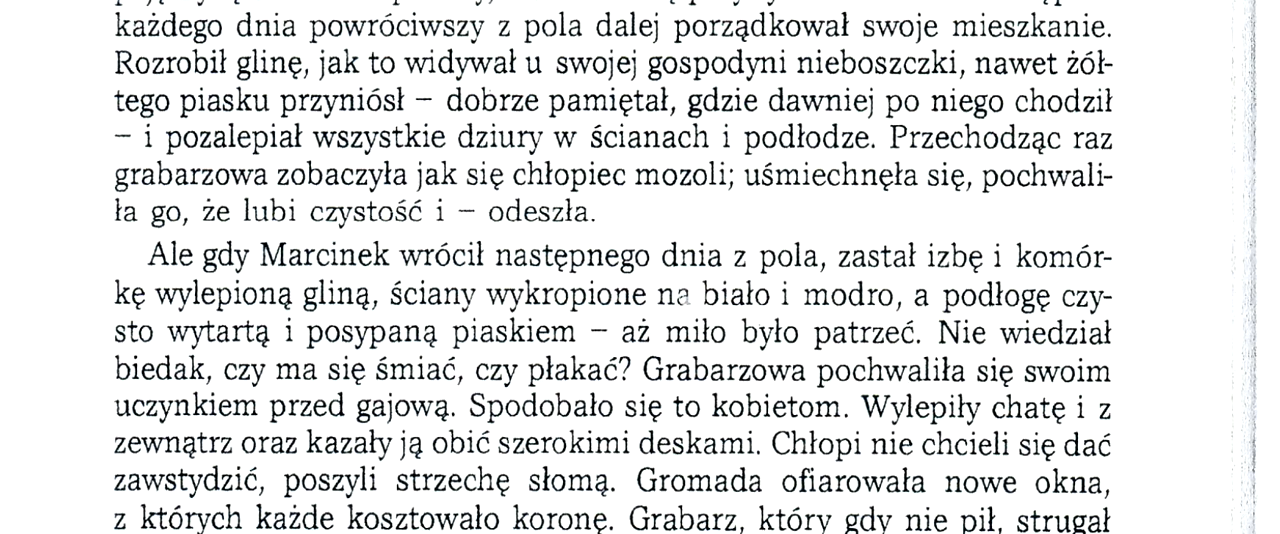 każdego dnia powróciwszy z pola dalej porządkował swoje mieszkanie.
Rozrobił glinę, jak to widywał u swojej gospodyni nieboszczki, nawet żół-
tego piasku przyniósł – dobrze pamiętał, gdzie dawniej po niego chodził
– i pozalepiał wszystkie dziury w ścianach i podłodze. Przechodząc raz
grabarzowa zobaczyła jak się chłopiec mozoli; uśmiechnęła się, pochwali-
ła go, że lubi czystość i – odeszła.
Ale gdy Marcinek wrócił następnego dnia z pola, zastał izbę i komór-
kę wylepioną gliną, ściany wykropione na biało i modro, a podłogę czy-
sto wytartą i posypaną piaskiem – aż miło było patrzeć. Nie wiedział
biedak, czy ma się śmiać, czy płakać? Grabarzowa pochwaliła się swoim
uczynkiem przed gajową. Spodobało się to kobietom. Wylepiły chatę i z
zewnątrz oraz kazały ją obić szerokimi deskami. Chłopi nie chcieli się dać
zawstydzić, poszyli strzechę słomą. Gromada ofiarowała nowe okna,
z których każde kosztowało koronę. Grabarz, który gdy nie pił, strugał